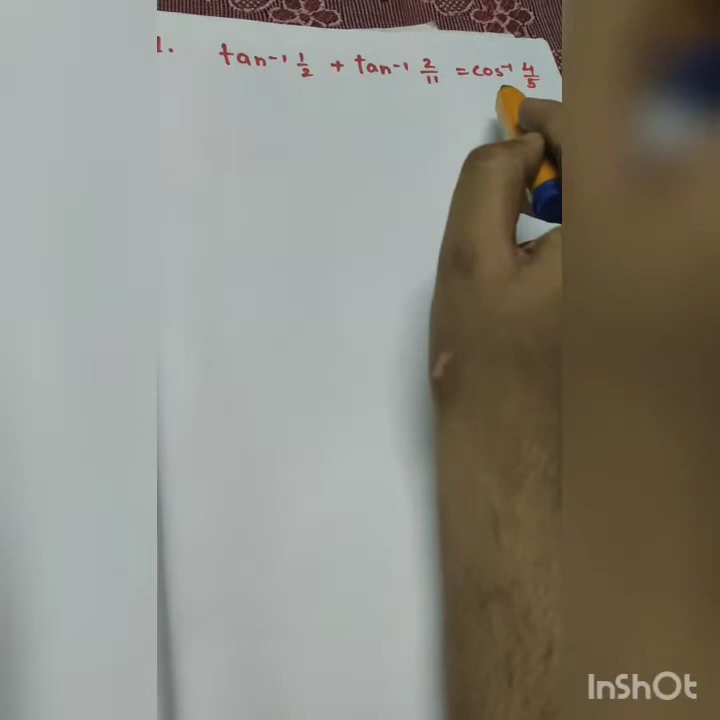 1. tan⁻¹ 1/2 + tan⁻¹ 2/11 = cos⁻¹ 4/5
InShOt